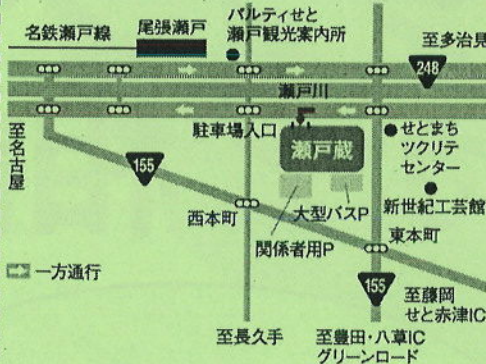 名鉄瀬戸線
尾張瀬戸
パルティせと
瀬戸観光案内所
至多治見
248
瀬戸川
駐車場入口
瀬戸蔵
せとまち
ツクリテ
センター
至名古屋
155
新世紀工芸館
西本町
大型バスP
関係者用P
東本町
一方通行
155
至藤岡
せと赤津IC
至長久手
至豊田・八草IC
グリーンロード